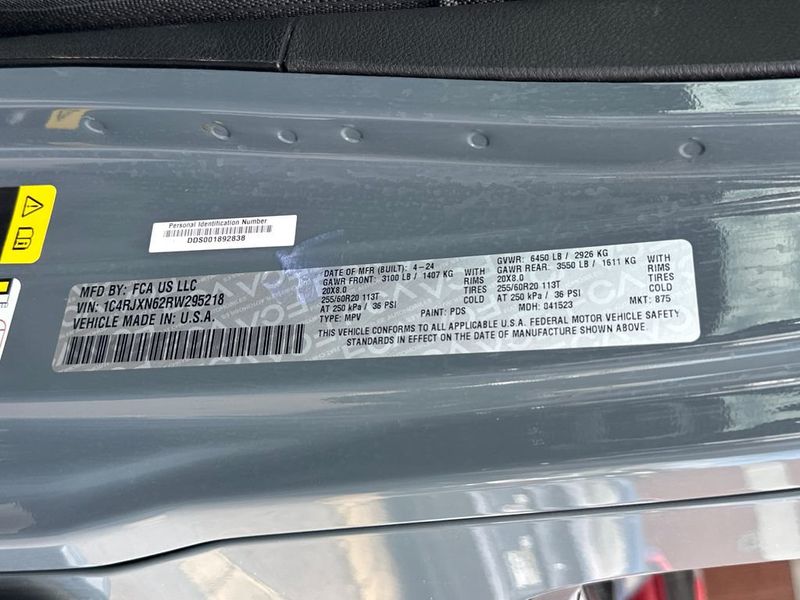 Personal Identification Number
DDS001892838
MFD BY: FCA US LLC
VIN: 1C4RJXN62RW295218
VEHICLE MADE IN: U.S.A.
DATE OF MFR (BUILT): 4-24
GAWR FRONT: 3100 LB / 1407 KG WITH
20X8.0 RIMS
255/60R20 113T TIRES
AT 250 kPa / 36 PSI COLD
TYPE: MPV PAINT: PDS
GVWR: 6450 LB / 2926 KG
GAWR REAR: 3550 LB / 1611 KG WITH
20X8.0 RIMS
255/60R20 113T TIRES
AT 250 kPa / 36 PSI COLD
MDH: 041523 MKT: 875
THIS VEHICLE CONFORMS TO ALL APPLICABLE U.S.A. FEDERAL MOTOR VEHICLE SAFETY
STANDARDS IN EFFECT ON THE DATE OF MANUFACTURE SHOWN ABOVE.